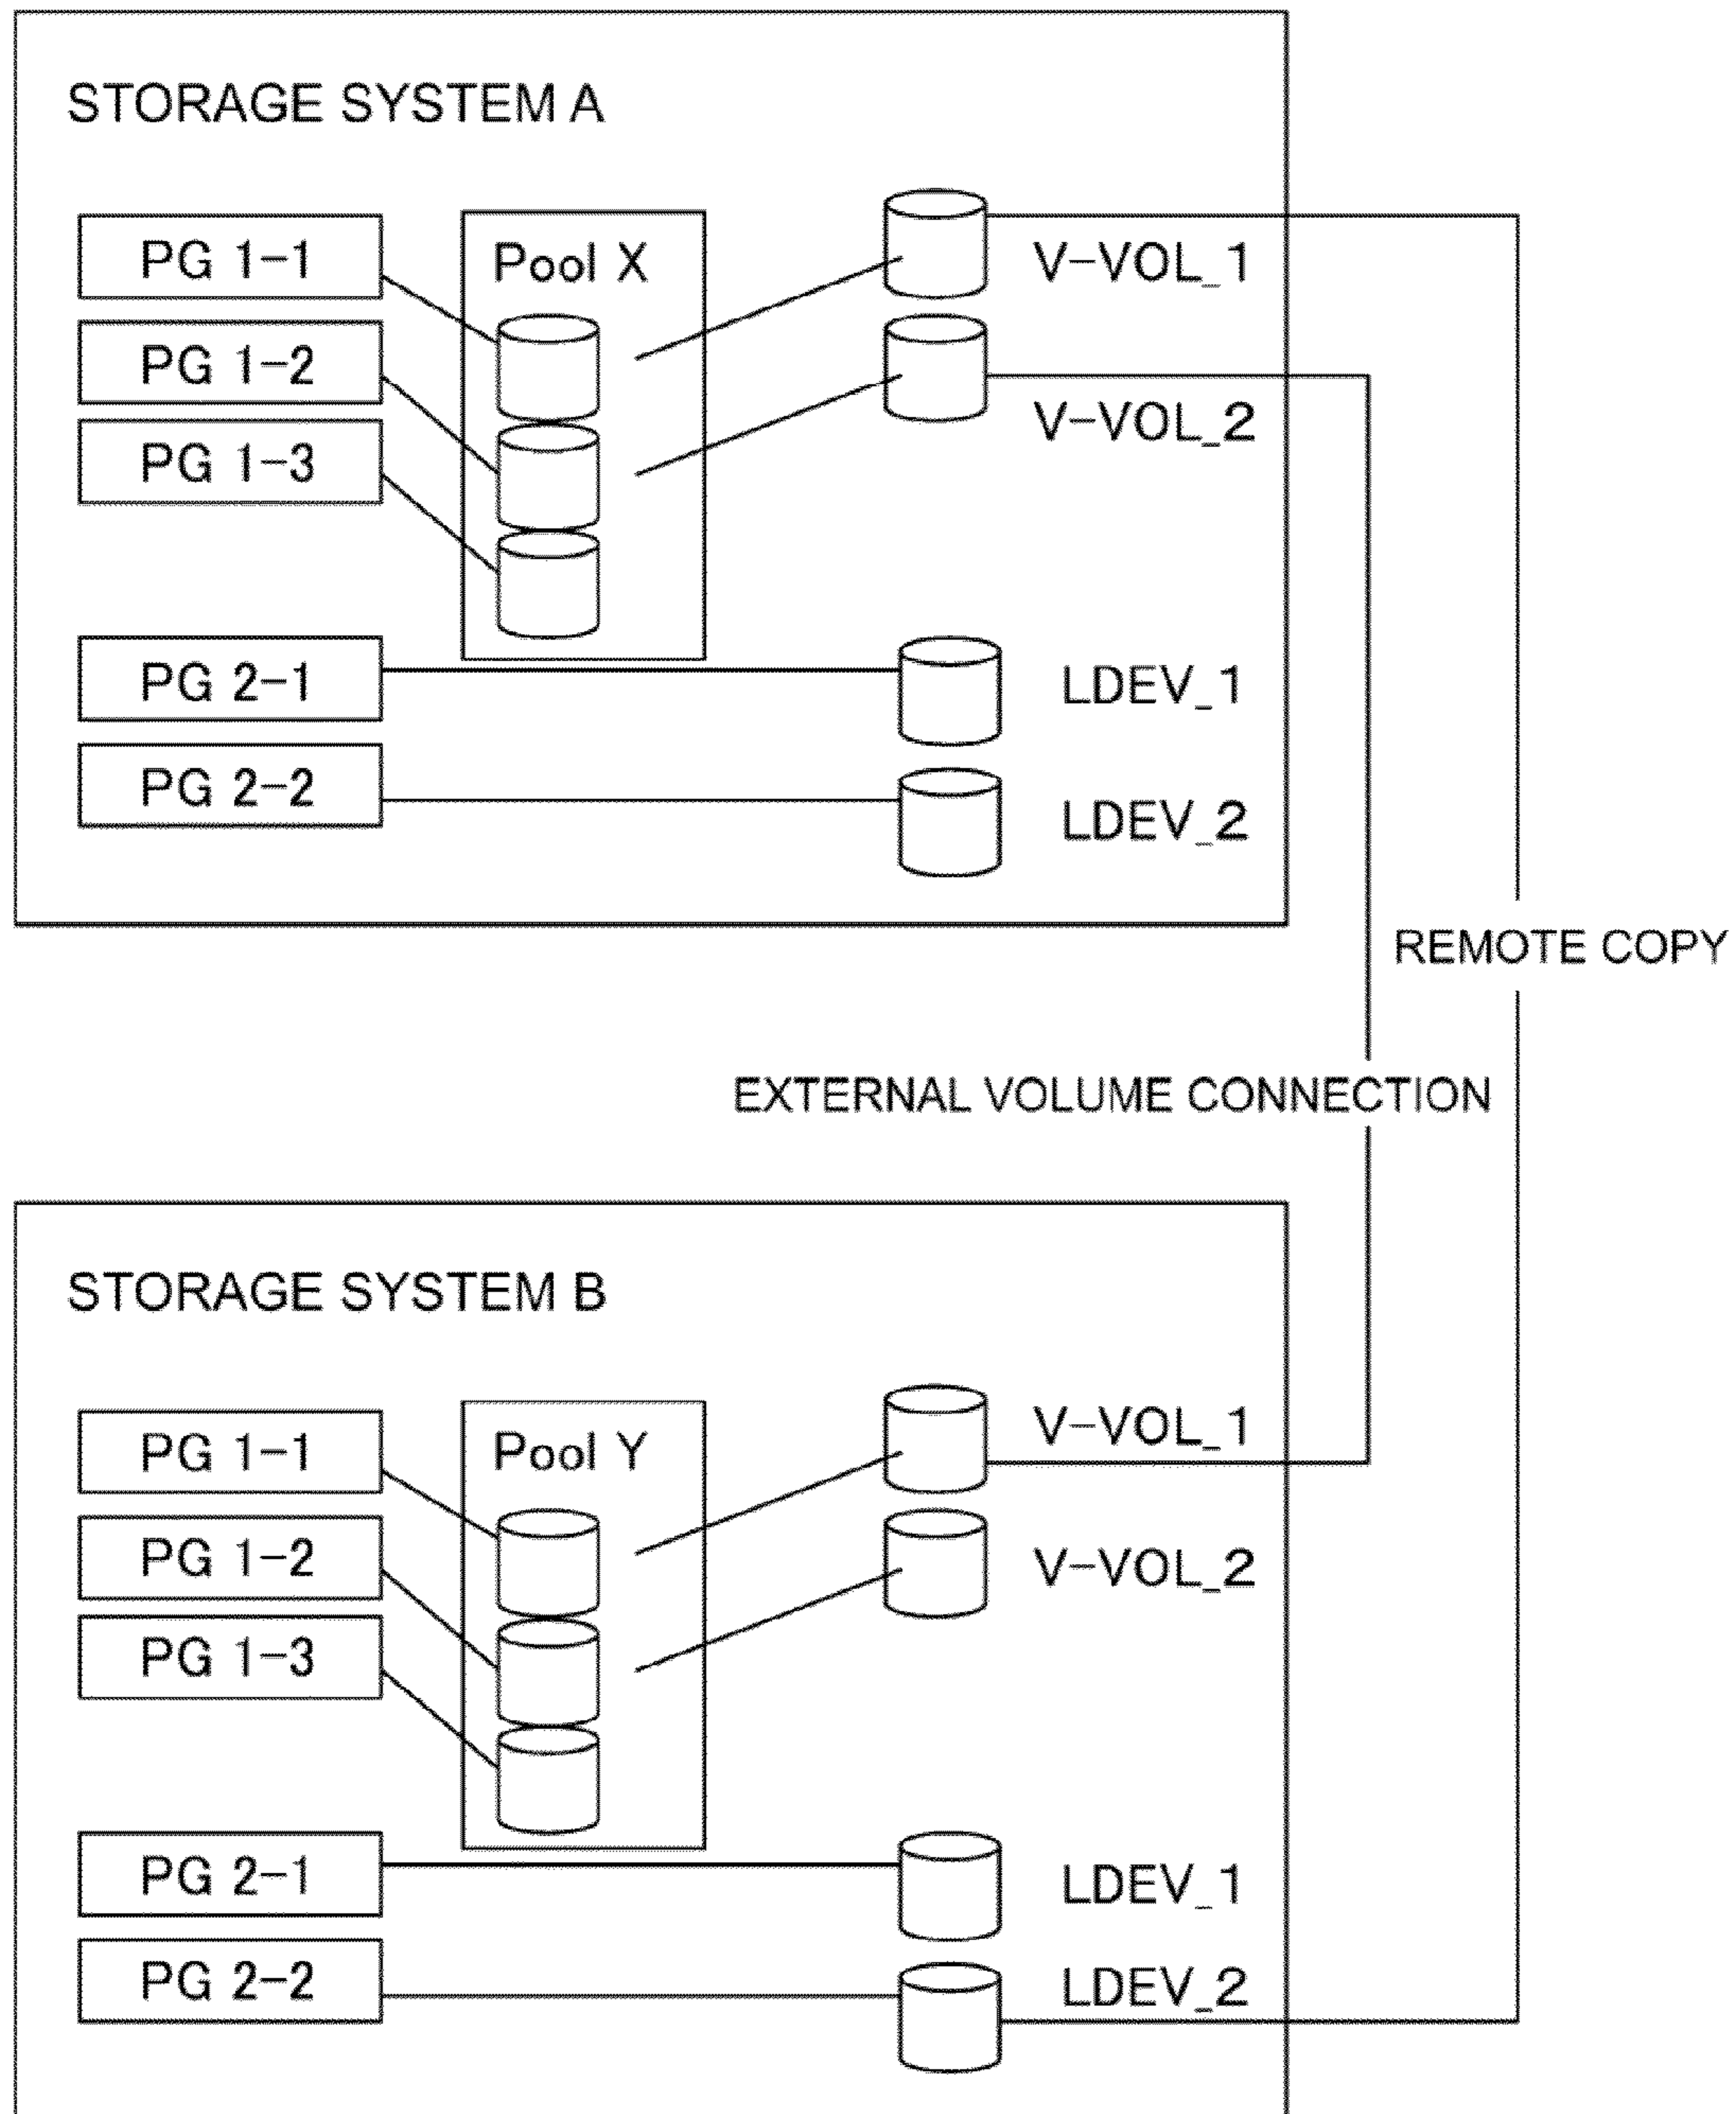 STORAGE SYSTEM A
PG 1-1
Pool X
V-VOL_1
PG 1-2
V-VOL_2
PG 1-3
PG 2-1
LDEV_1
PG 2-2
LDEV_2
REMOTE COPY
EXTERNAL VOLUME CONNECTION
STORAGE SYSTEM B
PG 1-1
Pool Y
V-VOL_1
PG 1-2
V-VOL_2
PG 1-3
PG 2-1
LDEV_1
PG 2-2
LDEV_2